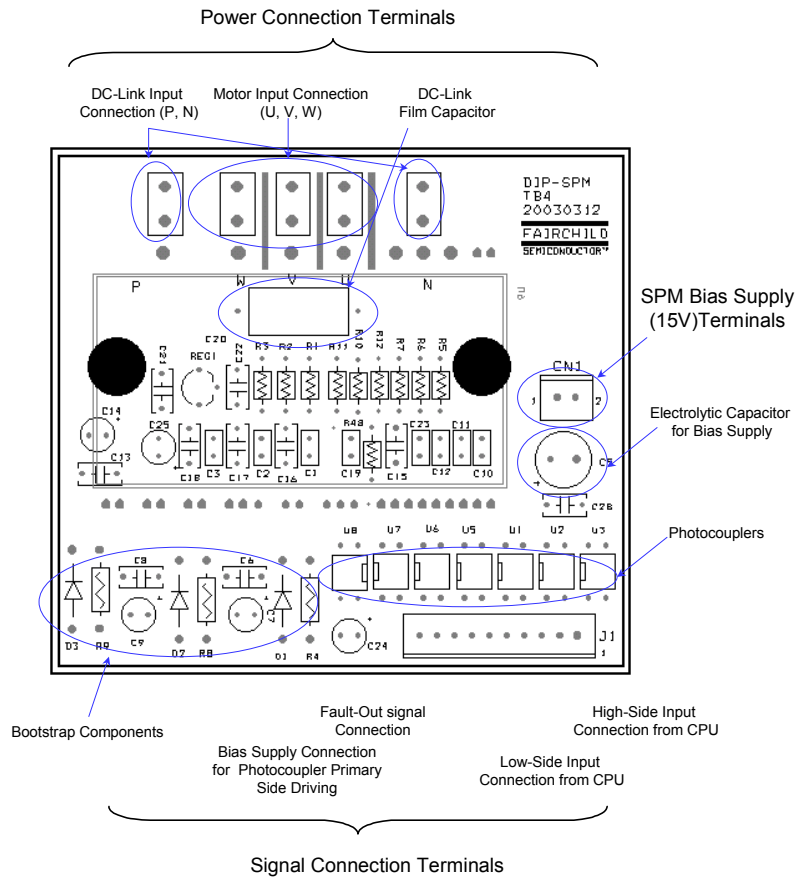 Power Connection Terminals
DC-Link Input
Connection (P, N)
Motor Input Connection
(U, V, W)
DC-Link
Film Capacitor
DIP-SPM
TB4
20030312
FAIRCHILD
SEMICONDUCTOR™
P
W
V
U
N
SPM Bias Supply
(15V)Terminals
C21
REG1
C20
C22
R3
R2
R1
R11
R10
R12
R7
R6
R5
CN1
1
2
C14
C25
C13
C18
C3
C17
C2
C16
C1
R48
C19
C15
C23
C12
C11
C10
Electrolytic Capacitor
for Bias Supply
C28
U8
U7
U6
U5
U1
U2
U3
Photocouplers
C8
C6
C9
C7
D3
R9
D2
R8
D1
R4
C24
J1
1
Bootstrap Components
Fault-Out signal
Connection
High-Side Input
Connection from CPU
Bias Supply Connection
for Photocoupler Primary
Side Driving
Low-Side Input
Connection from CPU
Signal Connection Terminals